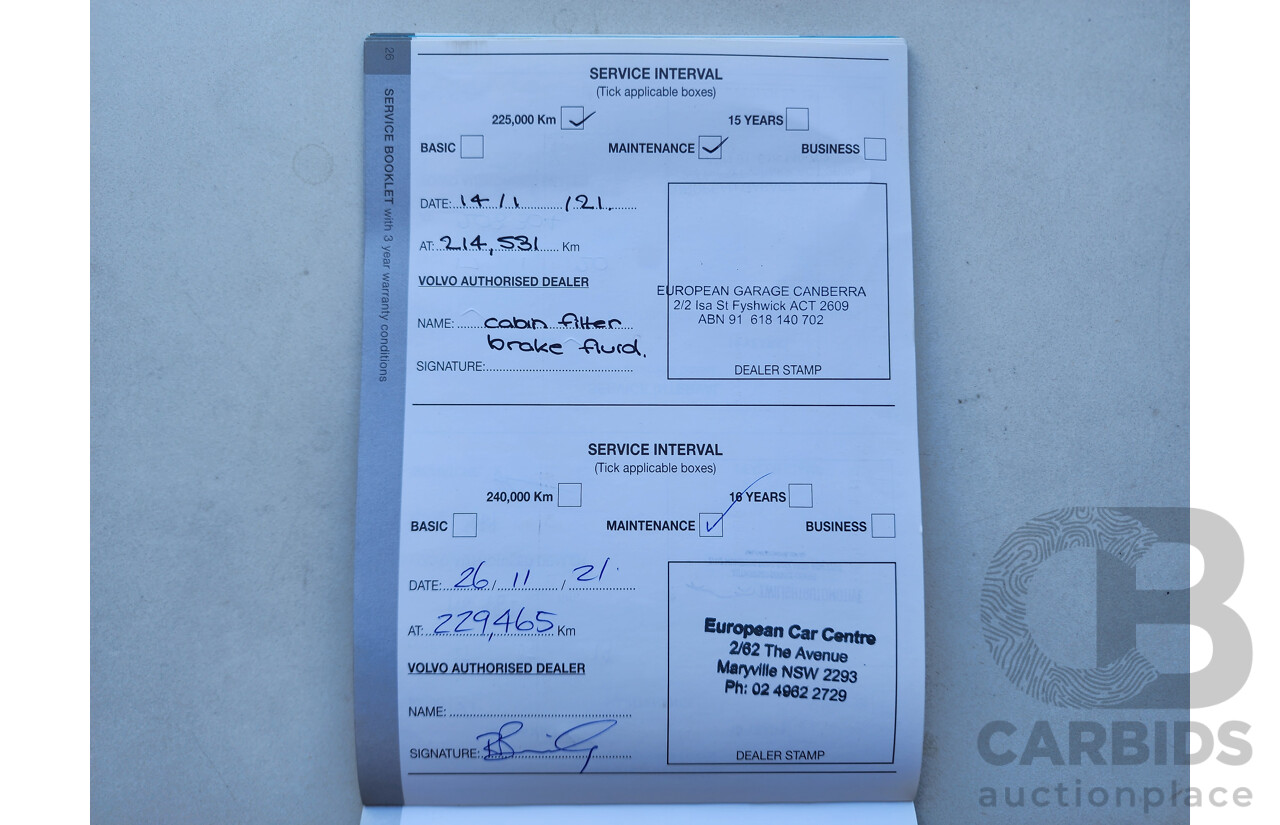 26
SERVICE BOOKLET with 3 year warranty conditions
SERVICE INTERVAL
(Tick applicable boxes)
225,000 Km 15 YEARS
BASIC MAINTENANCE BUSINESS
DATE: 14/1/21.
AT: 214,531 Km
VOLVO AUTHORISED DEALER
NAME: cabin filter
brake fluid.
SIGNATURE:
EUROPEAN GARAGE CANBERRA
2/2 Isa St Fyshwick ACT 2609
ABN 91 618 140 702
DEALER STAMP
SERVICE INTERVAL
(Tick applicable boxes)
240,000 Km 16 YEARS
BASIC MAINTENANCE BUSINESS
DATE: 26/11/21.
AT: 229,465 Km
VOLVO AUTHORISED DEALER
NAME:
SIGNATURE:
European Car Centre
2/62 The Avenue
Maryville NSW 2293
Ph: 02 4962 2729
DEALER STAMP
CB
CARBIDS
auctionplace